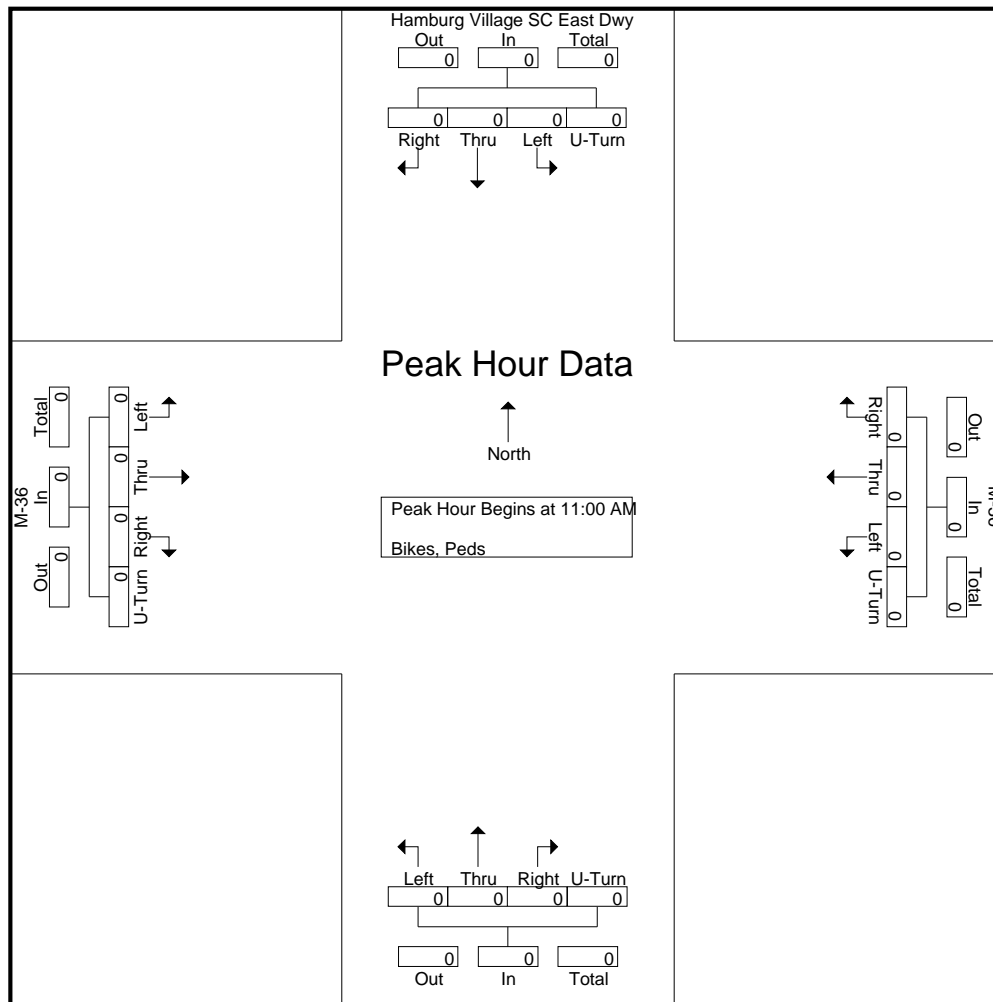 Hamburg Village SC East Dwy
Out In Total
0 0 0
0 0 0 0
Right Thru Left U-Turn
Peak Hour Data
North
Peak Hour Begins at 11:00 AM
Bikes, Peds
M-36
Total In Out
0 0 0
0 0 0 0
Left Thru Right U-Turn
Right Thru Left U-Turn
0 0 0 0
0 0 0
Out In Total
Left Thru Right U-Turn
0 0 0 0
0 0 0
Out In Total